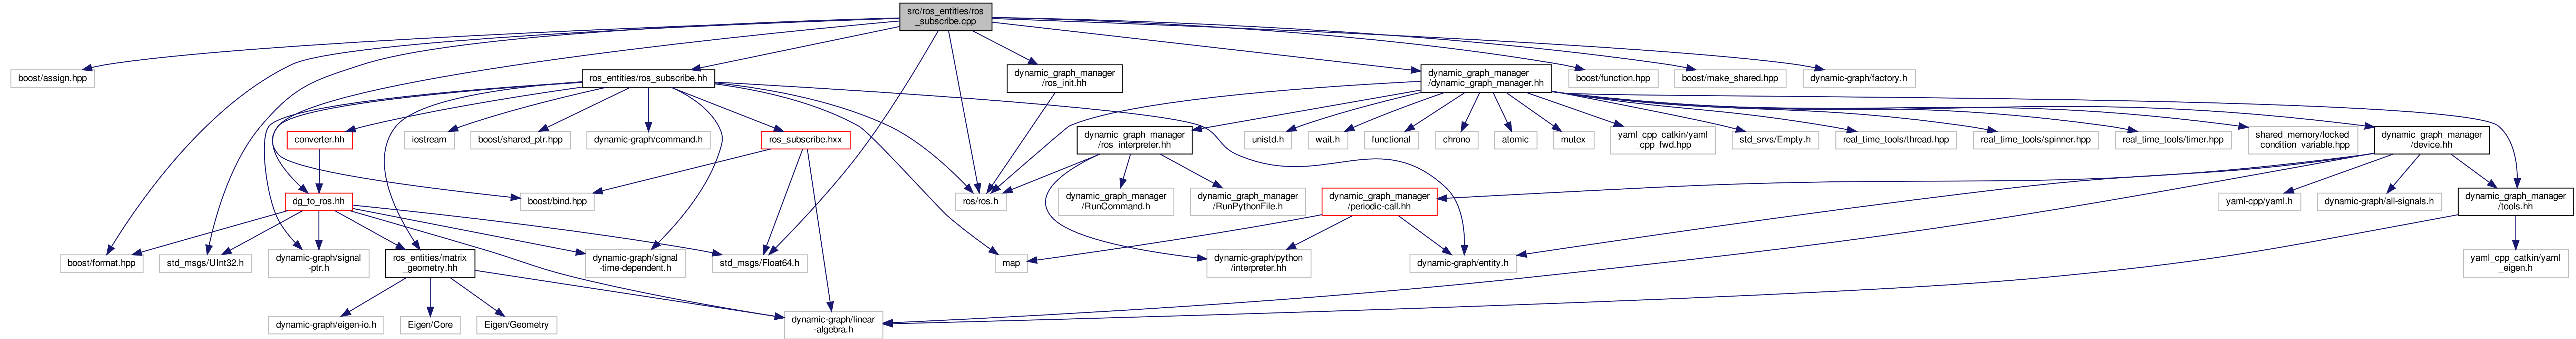 src/ros_entities/ros
_subscribe.cpp
boost/assign.hpp
ros_entities/ros_subscribe.hh
dynamic_graph_manager
/ros_init.hh
dynamic_graph_manager
/dynamic_graph_manager.hh
boost/function.hpp
boost/make_shared.hpp
dynamic-graph/factory.h
converter.hh
iostream
boost/shared_ptr.hpp
dynamic-graph/command.h
ros_subscribe.hxx
dynamic_graph_manager
/ros_interpreter.hh
unistd.h
wait.h
functional
chrono
atomic
mutex
yaml_cpp_catkin/yaml
_cpp_fwd.hpp
std_srvs/Empty.h
real_time_tools/thread.hpp
real_time_tools/spinner.hpp
real_time_tools/timer.hpp
shared_memory/locked
_condition_variable.hpp
dynamic_graph_manager
/device.hh
dg_to_ros.hh
boost/bind.hpp
ros/ros.h
dynamic_graph_manager
/RunCommand.h
dynamic_graph_manager
/RunPythonFile.h
dynamic_graph_manager
/periodic-call.hh
yaml-cpp/yaml.h
dynamic-graph/all-signals.h
dynamic_graph_manager
/tools.hh
boost/format.hpp
std_msgs/UInt32.h
dynamic-graph/signal
-ptr.h
ros_entities/matrix
_geometry.hh
dynamic-graph/signal
-time-dependent.h
std_msgs/Float64.h
map
dynamic-graph/python
/interpreter.hh
dynamic-graph/entity.h
yaml_cpp_catkin/yaml
_eigen.h
dynamic-graph/eigen-io.h
Eigen/Core
Eigen/Geometry
dynamic-graph/linear
-algebra.h